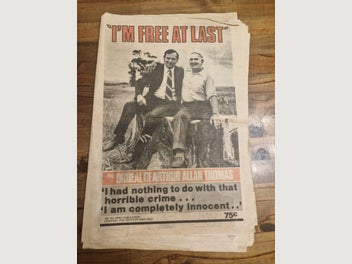 "I'M FREE AT LAST"
THE ORDEAL OF ARTHUR ALLAN THOMAS
'I had nothing to do with that
horrible crime . . .
'I am completely innocent. .'
75c